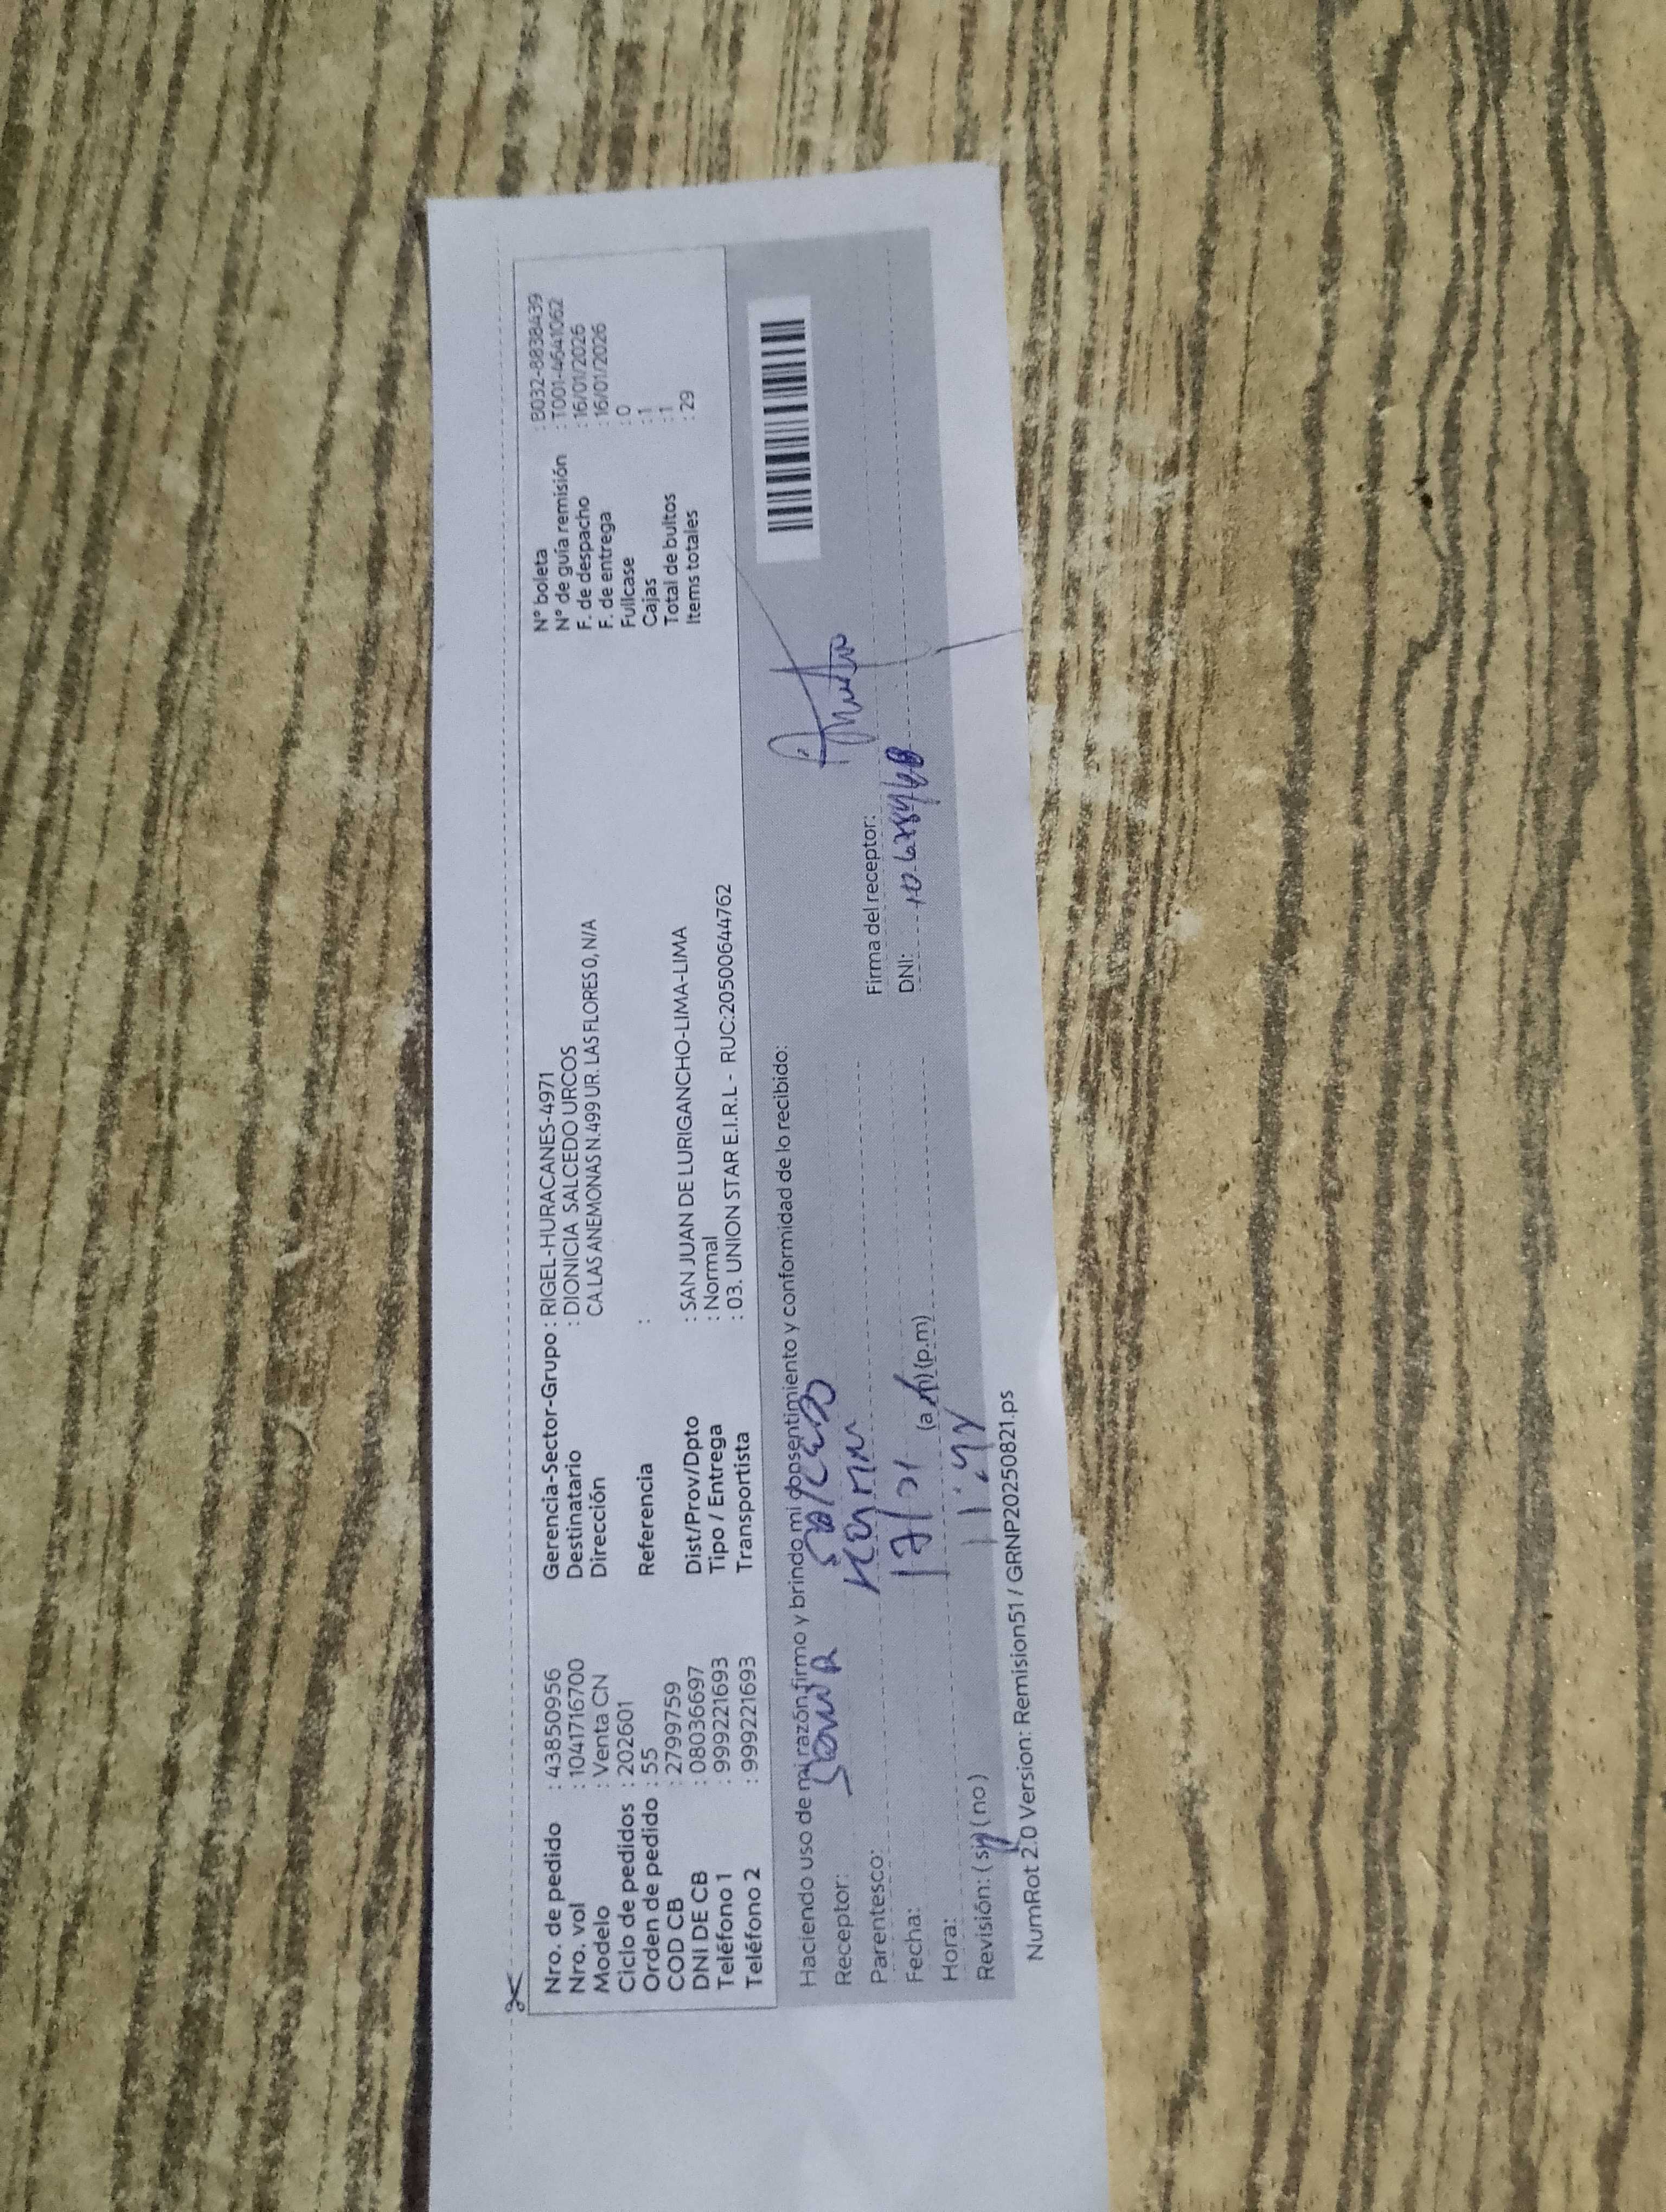 Nro. de pedido : 43850956
Nro. vol : 1041716700
Modelo : Venta CN
Ciclo de pedidos : 202601
Orden de pedido : 55
COD CB : 2799759
DNI DE CB : 08036697
Teléfono 1 : 999221693
Teléfono 2 : 999221693
Gerencia-Sector-Grupo : RIGEL-HURACANES-4971
Destinatario : DIONICIA SALCEDO URCOS
Dirección CA.LAS ANEMONAS N.499 UR. LAS FLORES 0, N/A
Referencia :
Dist/Prov/Dpto : SAN JUAN DE LURIGANCHO-LIMA-LIMA
Tipo / Entrega : Normal
Transportista : 03. UNION STAR E.I.R.L - RUC:20500644762
N° boleta : B032-8838439
N° de guía remisión : T001-4641062
F. de despacho : 16/01/2026
F. de entrega : 16/01/2026
Fullcase : 0
Cajas : 1
Total de bultos : 1
Items totales : 29
Haciendo uso de mi razón,firmo y brindo mi consentimiento y conformidad de lo recibido:
Receptor: Salcedo
Parentesco:
Fecha: 17/01
Hora: (a.m)(p.m)
Revisión: ( si ) ( no )
Firma del receptor:
DNI:
NumRot 2.0 Version: Remision51 / GRNP20250821.ps